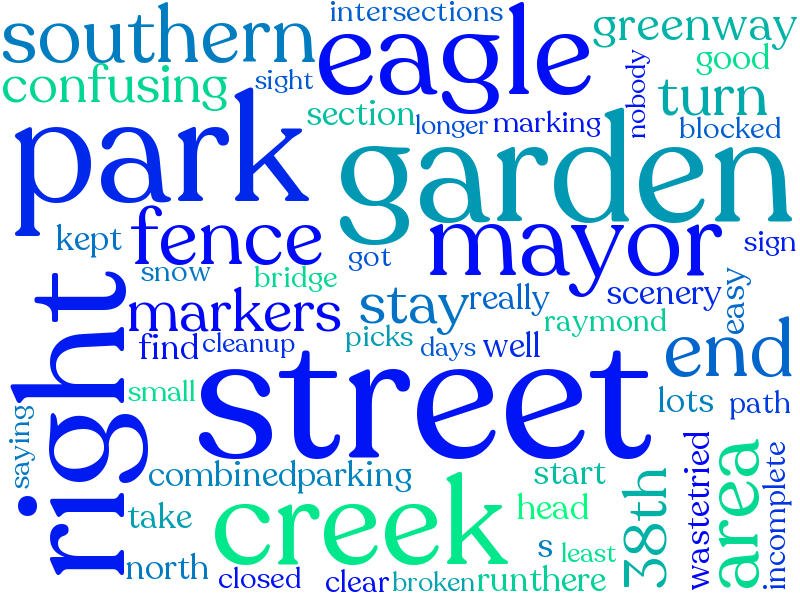 intersections
southern
eagle
greenway
confusing
sight
good
nobody
turn
section
longer
marking
blocked
park
garden
kept
fence
got
mayor
sign
snow
bridge
easy
markers
stay
really
scenery
raymond
find
cleanup
picks
days
well
end
right
street
small
lots
path
saying
combinedparking
start
38th
wastetried
area
incomplete
take
creek
head
north
s
least
closed
clear
broken
runthere